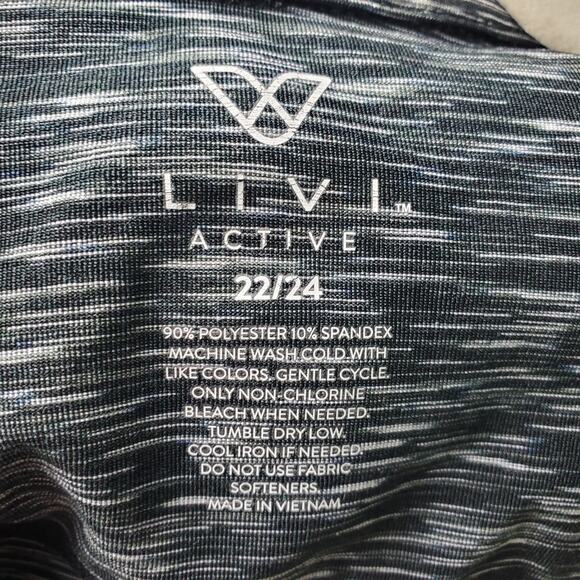 LIVI™
ACTIVE
22/24
90% POLYESTER 10% SPANDEX
MACHINE WASH COLD WITH
LIKE COLORS. GENTLE CYCLE.
ONLY NON-CHLORINE
BLEACH WHEN NEEDED.
TUMBLE DRY LOW.
COOL IRON IF NEEDED.
DO NOT USE FABRIC
SOFTENERS.
MADE IN VIETNAM